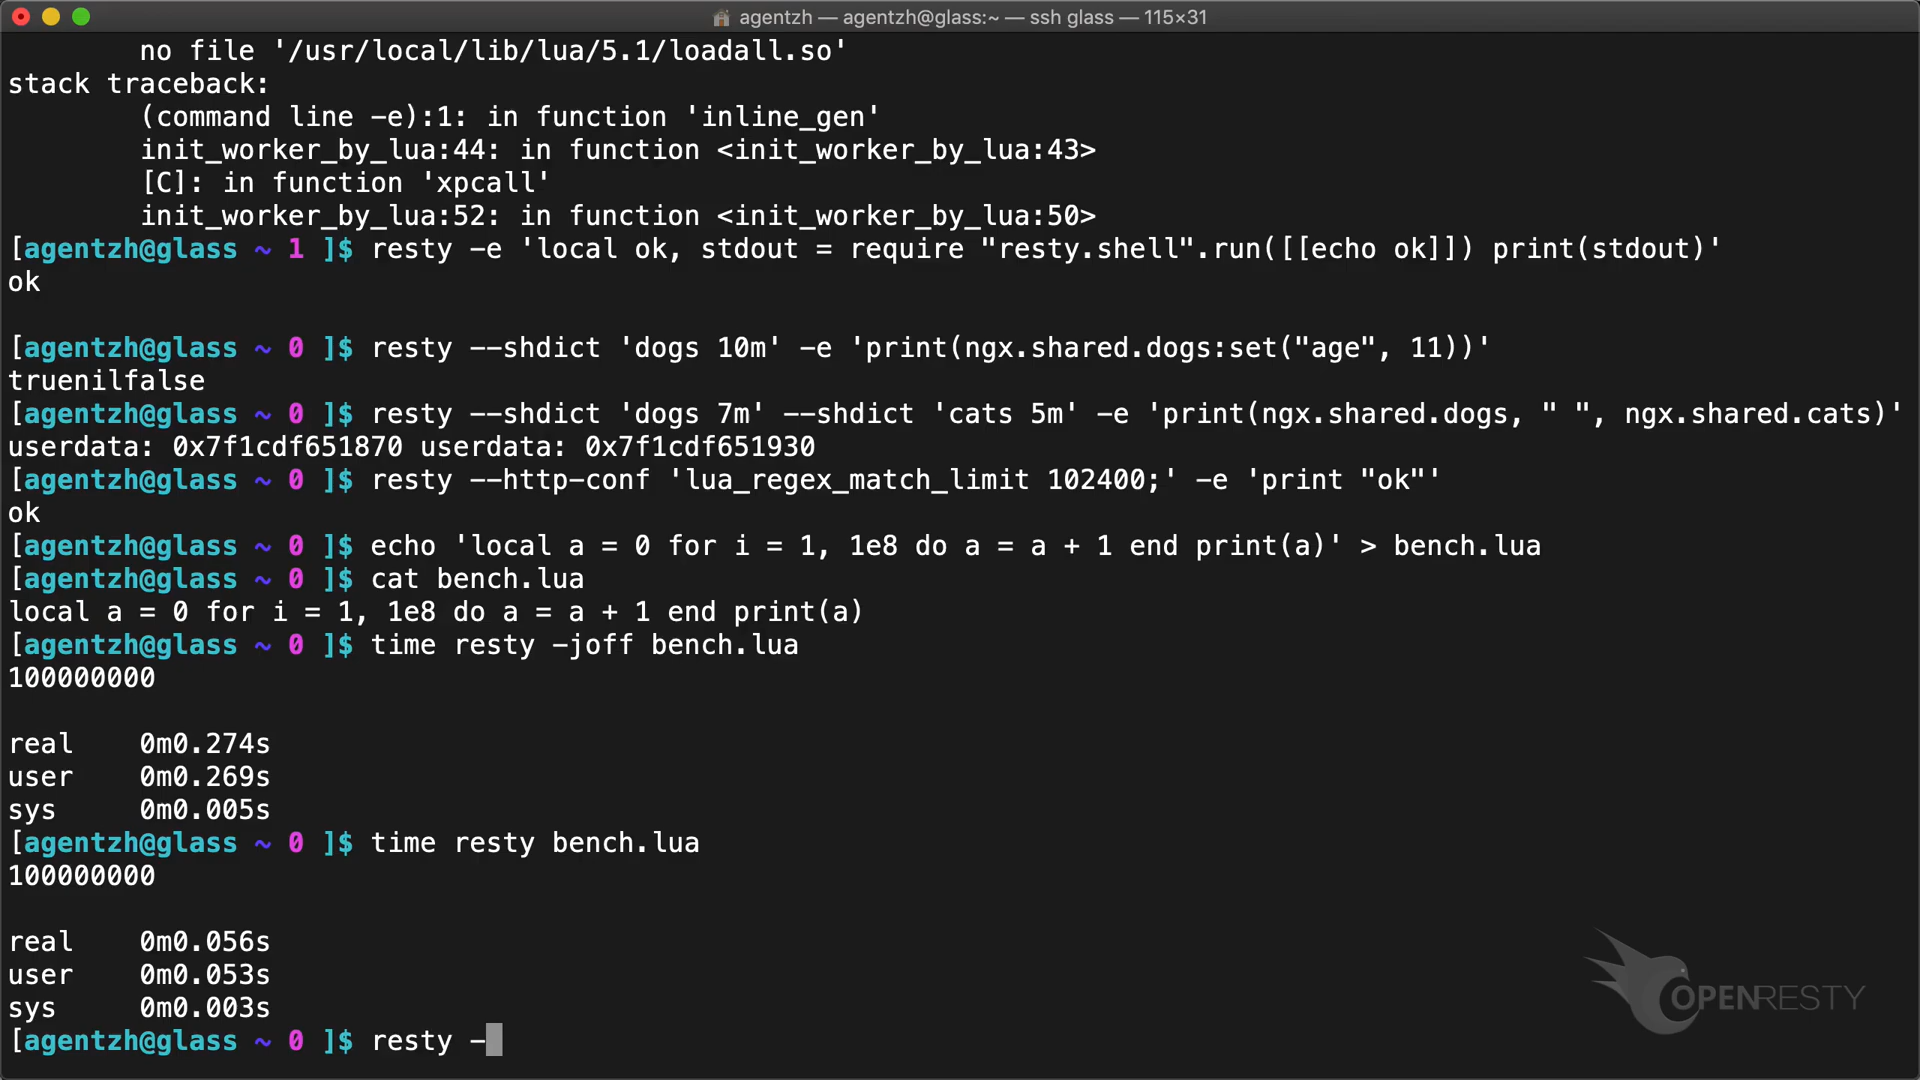 agentzh — agentzh@glass:~ — ssh glass — 115×31
no file '/usr/local/lib/lua/5.1/loadall.so'
stack traceback:
(command line -e):1: in function 'inline_gen'
init_worker_by_lua:44: in function <init_worker_by_lua:43>
[C]: in function 'xpcall'
init_worker_by_lua:52: in function <init_worker_by_lua:50>
[agentzh@glass ~ 1 ]$ resty -e 'local ok, stdout = require "resty.shell".run([[echo ok]]) print(stdout)'
ok
[agentzh@glass ~ 0 ]$ resty --shdict 'dogs 10m' -e 'print(ngx.shared.dogs:set("age", 11))'
truenilfalse
[agentzh@glass ~ 0 ]$ resty --shdict 'dogs 7m' --shdict 'cats 5m' -e 'print(ngx.shared.dogs, " ", ngx.shared.cats)'
userdata: 0x7f1cdf651870 userdata: 0x7f1cdf651930
[agentzh@glass ~ 0 ]$ resty --http-conf 'lua_regex_match_limit 102400;' -e 'print "ok"'
ok
[agentzh@glass ~ 0 ]$ echo 'local a = 0 for i = 1, 1e8 do a = a + 1 end print(a)' > bench.lua
[agentzh@glass ~ 0 ]$ cat bench.lua
local a = 0 for i = 1, 1e8 do a = a + 1 end print(a)
[agentzh@glass ~ 0 ]$ time resty -joff bench.lua
100000000
real 0m0.274s
user 0m0.269s
sys 0m0.005s
[agentzh@glass ~ 0 ]$ time resty bench.lua
100000000
real 0m0.056s
user 0m0.053s
sys 0m0.003s
[agentzh@glass ~ 0 ]$ resty -
OPENRESTY